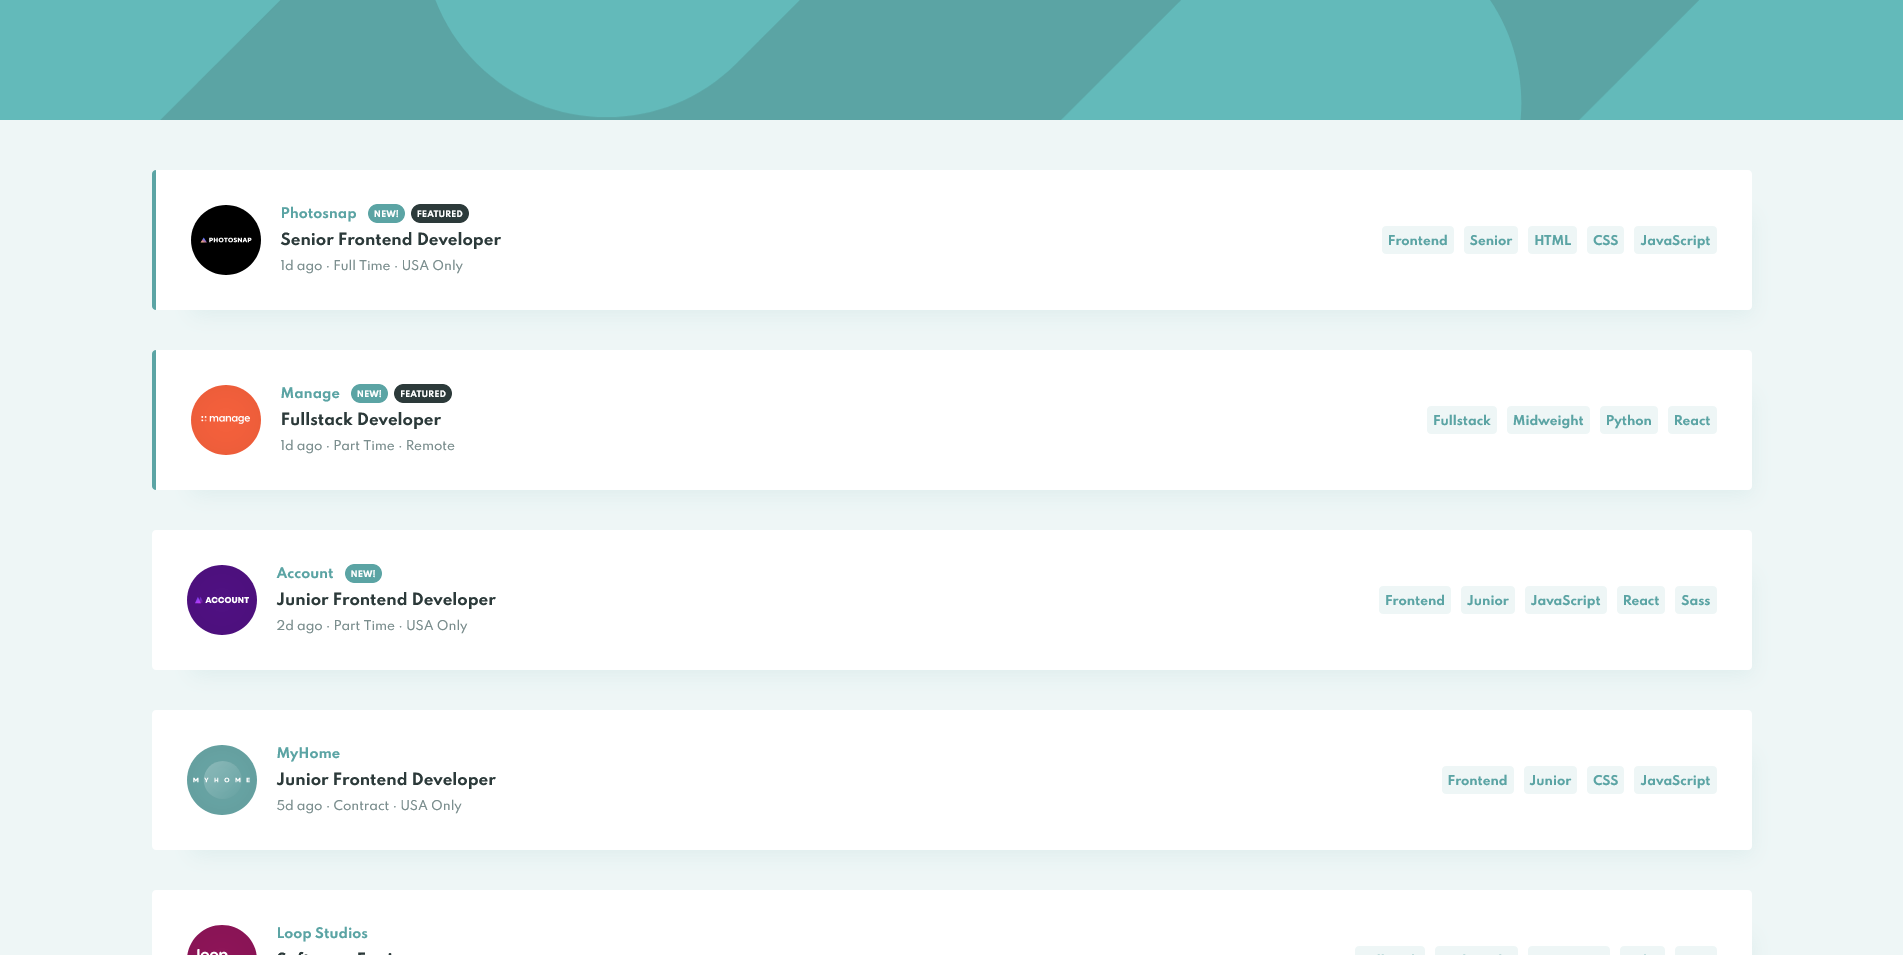 PHOTOSNAP
Photosnap NEW! FEATURED
Senior Frontend Developer
1d ago · Full Time · USA Only
Frontend Senior HTML CSS JavaScript
manage
Manage NEW! FEATURED
Fullstack Developer
1d ago · Part Time · Remote
Fullstack Midweight Python React
ACCOUNT
Account NEW!
Junior Frontend Developer
2d ago · Part Time · USA Only
Frontend Junior JavaScript React Sass
MYHOME
MyHome
Junior Frontend Developer
5d ago · Contract · USA Only
Frontend Junior CSS JavaScript
loop
Loop Studios